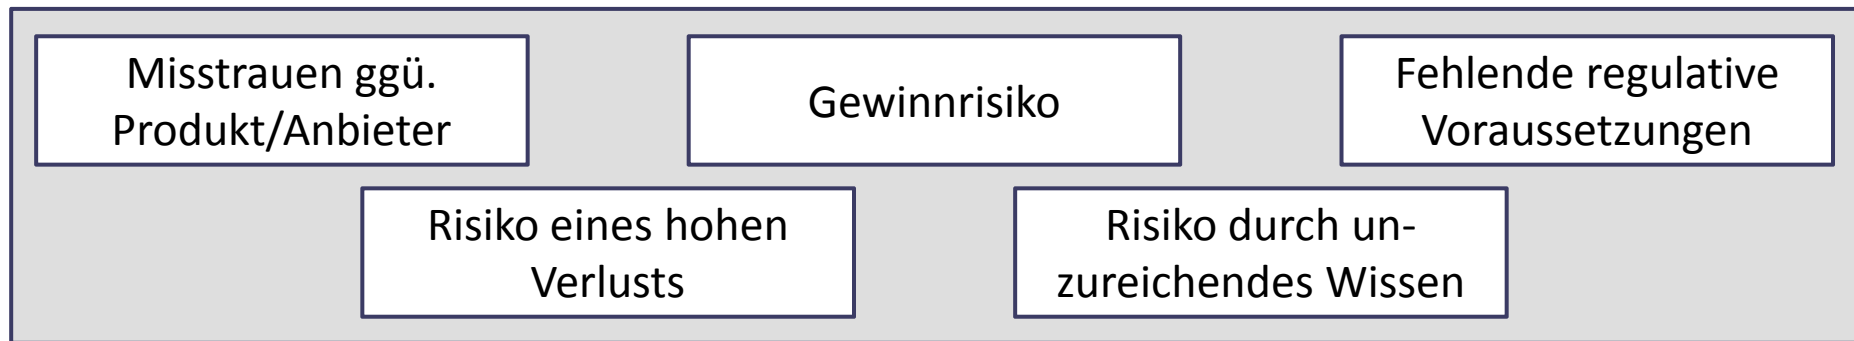 Misstrauen ggü.
Produkt/Anbieter
Gewinnrisiko
Fehlende regulative
Voraussetzungen
Risiko eines hohen
Verlusts
Risiko durch un-
zureichendes Wissen